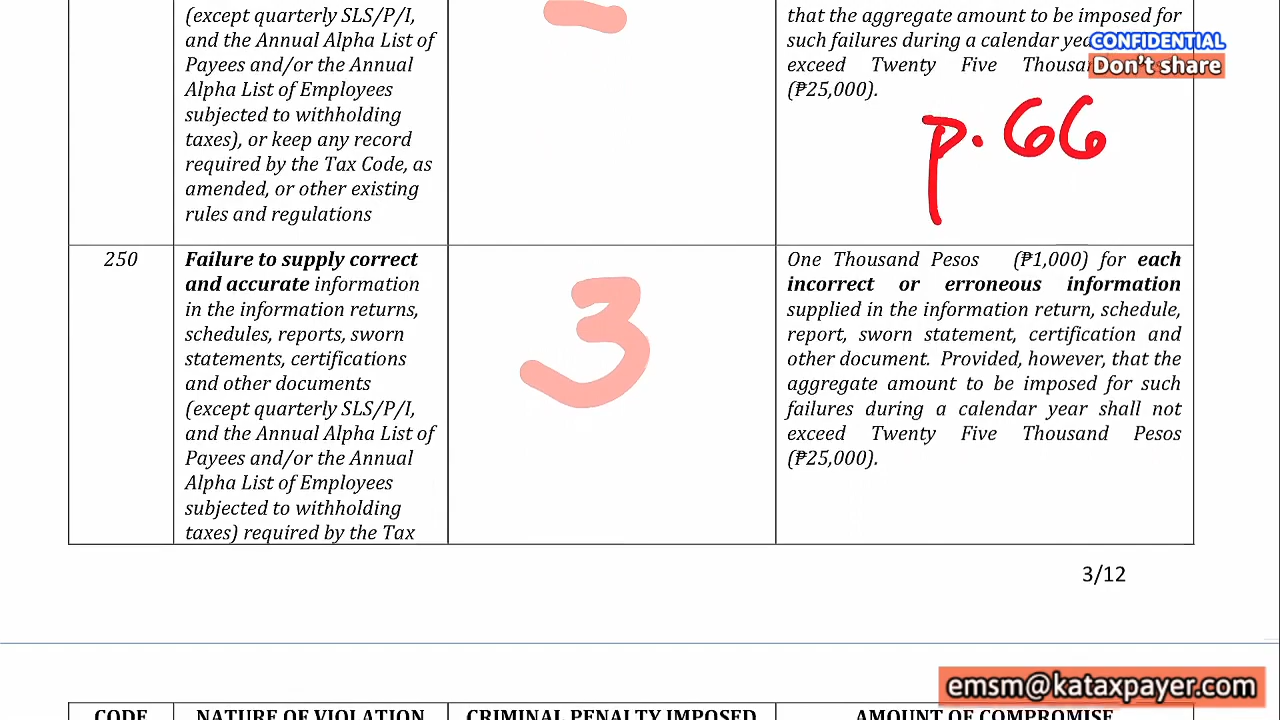 (except quarterly SLS/P/I,
and the Annual Alpha List of
Payees and/or the Annual
Alpha List of Employees
subjected to withholding
taxes), or keep any record
required by the Tax Code, as
amended, or other existing
rules and regulations
that the aggregate amount to be imposed for
such failures during a calendar
exceed Twenty Five
(₱25,000).
CONFIDENTIAL
Don't share
p. 66
250
Failure to supply correct
and accurate information
in the information returns,
schedules, reports, sworn
statements, certifications
and other documents
(except quarterly SLS/P/I,
and the Annual Alpha List of
Payees and/or the Annual
Alpha List of Employees
subjected to withholding
taxes) required by the Tax
3
One Thousand Pesos (₱1,000) for each
incorrect or erroneous information
supplied in the information return, schedule,
report, sworn statement, certification and
other document. Provided, however, that the
aggregate amount to be imposed for such
failures during a calendar year shall not
exceed Twenty Five Thousand Pesos
(₱25,000).
3/12
emsm@kataxpayer.com
CODE NATURE OF VIOLATION CRIMINAL PENALTY IMPOSED AMOUNT OF COMPROMISE